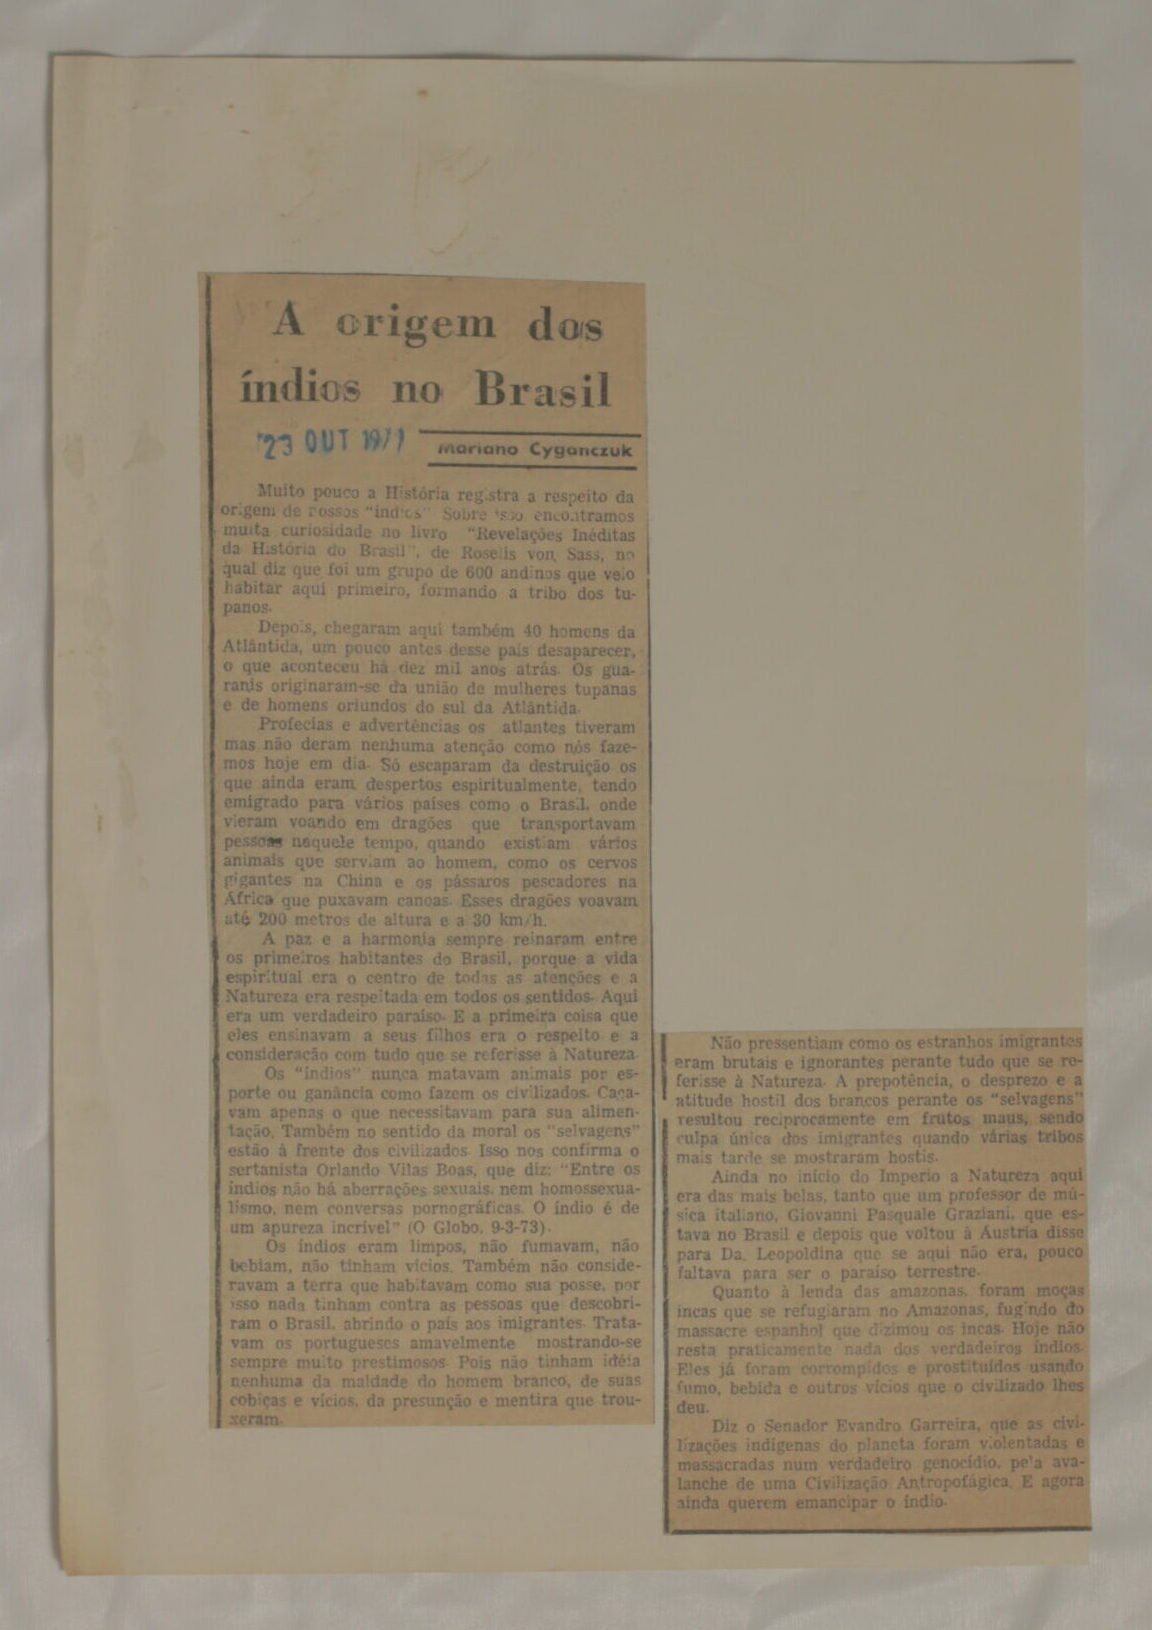 A origem dos
índios no Brasil
23 OUT 1977
Mariano Cyganczuk
Muito pouco a História registra a respeito da
origem de nossos "índios" Sobre isso encontramos
muita curiosidade no livro "Revelações Inéditas
da História do Brasil", de Roselis von Sass, no
qual diz que foi um grupo de 600 andinos que veio
habitar aqui primeiro, formando a tribo dos tu-
panos.
Depois, chegaram aqui também 40 homens da
Atlântida, um pouco antes desse país desaparecer,
o que aconteceu há dez mil anos atrás. Os gua-
ranis originaram-se da união de mulheres tupanas
e de homens oriundos do sul da Atlântida.
Profecias e advertências os atlantes tiveram
mas não deram nenhuma atenção como nós faze-
mos hoje em dia. Só escaparam da destruição os
que ainda eram despertos espiritualmente, tendo
emigrado para vários países como o Brasil, onde
vieram voando em dragões que transportavam
pessoas naquele tempo, quando existiam vários
animais que serviam ao homem, como os cervos
gigantes na China e os pássaros pescadores na
África que puxavam canoas. Esses dragões voavam
até 200 metros de altura e a 30 km/h.
A paz e a harmonia sempre reinaram entre
os primeiros habitantes do Brasil, porque a vida
espiritual era o centro de todas as atenções e a
Natureza era respeitada em todos os sentidos. Aqui
era um verdadeiro paraíso. E a primeira coisa que
eles ensinavam a seus filhos era o respeito e a
consideração com tudo que se referisse à Natureza
Os "índios" nunca matavam animais por es-
porte ou ganância como fazem os civilizados. Caça-
vam apenas o que necessitavam para sua alimen-
tação. Também no sentido da moral os "selvagens"
estão à frente dos civilizados. Isso nos confirma o
sertanista Orlando Vilas Boas, que diz: "Entre os
índios não há aberrações sexuais, nem homossexua-
lismo, nem conversas pornográficas. O índio é de
um apureza incrível" (O Globo, 9-3-73).
Os índios eram limpos, não fumavam, não
bebiam, não tinham vícios. Também não conside-
ravam a terra que habitavam como sua posse, por
isso nada tinham contra as pessoas que descobri-
ram o Brasil, abrindo o país aos imigrantes. Trata-
vam os portugueses amavelmente mostrando-se
sempre muito prestimosos. Pois não tinham idéia
nenhuma da maldade do homem branco, de suas
cobiças e vícios, da presunção e mentira que trou-
xeram.
Não pressentiam como os estranhos imigrantes
eram brutais e ignorantes perante tudo que se re-
ferisse à Natureza. A prepotência, o desprezo e a
atitude hostil dos brancos perante os "selvagens"
resultou reciprocamente em frutos maus, sendo
culpa única dos imigrantes quando várias tribos
mais tarde se mostraram hostis.
Ainda no início do Imperio a Natureza aqui
era das mais belas, tanto que um professor de mú-
sica italiano, Giovanni Pasquale Graziani, que es-
tava no Brasil e depois que voltou à Áustria disse
para Da. Leopoldina que se aqui não era, pouco
faltava para ser o paraíso terrestre.
Quanto à lenda das amazonas, foram moças
incas que se refugiaram no Amazonas, fugindo do
massacre espanhol que dizimou os incas. Hoje não
resta praticamente nada dos verdadeiros índios.
Eles já foram corrompidos e prostituídos usando
fumo, bebida e outros vícios que o civilizado lhes
deu.
Diz o Senador Evandro Garreira, que as civi-
lizações indígenas do planeta foram violentadas e
massacradas num verdadeiro genocídio, pela ava-
lanche de uma Civilização Antropofágica. E agora
ainda querem emancipar o índio.